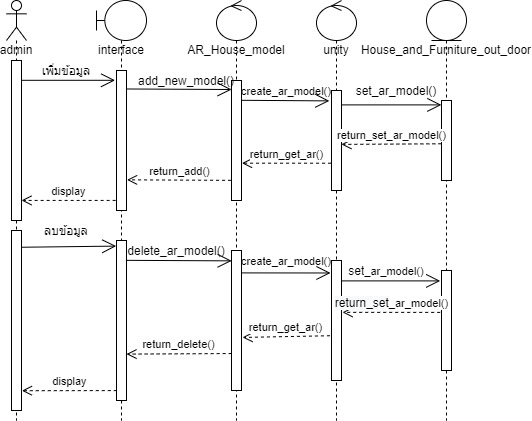 admin
interface
AR_House_model
unity
House_and_Furniture_out_door
เพิ่มข้อมูล
add_new_model()
create_ar_model()
set_ar_model()
return_set_ar_model()
return_get_ar()
return_add()
display
ลบข้อมูล
delete_ar_model()
create_ar_model()
set_ar_model()
return_set_ar_model()
return_get_ar()
return_delete()
display